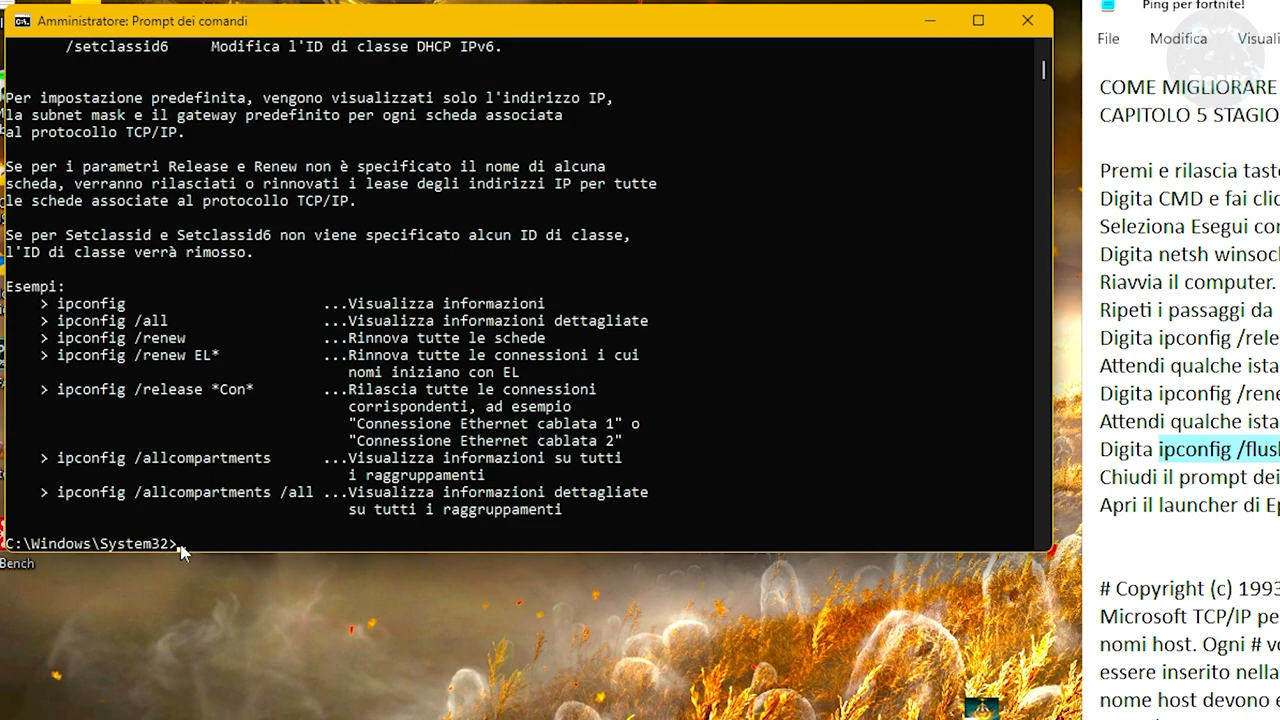 Amministratore: Prompt dei comandi
/setclassid6 Modifica l'ID di classe DHCP IPv6.
Per impostazione predefinita, vengono visualizzati solo l'indirizzo IP,
la subnet mask e il gateway predefinito per ogni scheda associata
al protocollo TCP/IP.
Se per i parametri Release e Renew non è specificato il nome di alcuna
scheda, verranno rilasciati o rinnovati i lease degli indirizzi IP per tutte
le schede associate al protocollo TCP/IP.
Se per Setclassid e Setclassid6 non viene specificato alcun ID di classe,
l'ID di classe verrà rimosso.
Esempi:
> ipconfig ...Visualizza informazioni
> ipconfig /all ...Visualizza informazioni dettagliate
> ipconfig /renew ...Rinnova tutte le schede
> ipconfig /renew EL* ...Rinnova tutte le connessioni i cui
nomi iniziano con EL
> ipconfig /release *Con* ...Rilascia tutte le connessioni
corrispondenti, ad esempio
"Connessione Ethernet cablata 1" o
"Connessione Ethernet cablata 2"
> ipconfig /allcompartments ...Visualizza informazioni su tutti
i raggruppamenti
> ipconfig /allcompartments /all ...Visualizza informazioni dettagliate
su tutti i raggruppamenti
C:\Windows\System32>
Bench
Ping per fortnite!
File Modifica Visuali
COME MIGLIORARE
CAPITOLO 5 STAGIO
Premi e rilascia tast
Digita CMD e fai clic
Seleziona Esegui co
Digita netsh winsoc
Riavvia il computer.
Ripeti i passaggi da
Digita ipconfig /rele
Attendi qualche ista
Digita ipconfig /rene
Attendi qualche ista
Digita ipconfig /flus
Chiudi il prompt dei
Apri il launcher di Ep
# Copyright (c) 1993
Microsoft TCP/IP pe
nomi host. Ogni # v
essere inserito nella
nome host devono